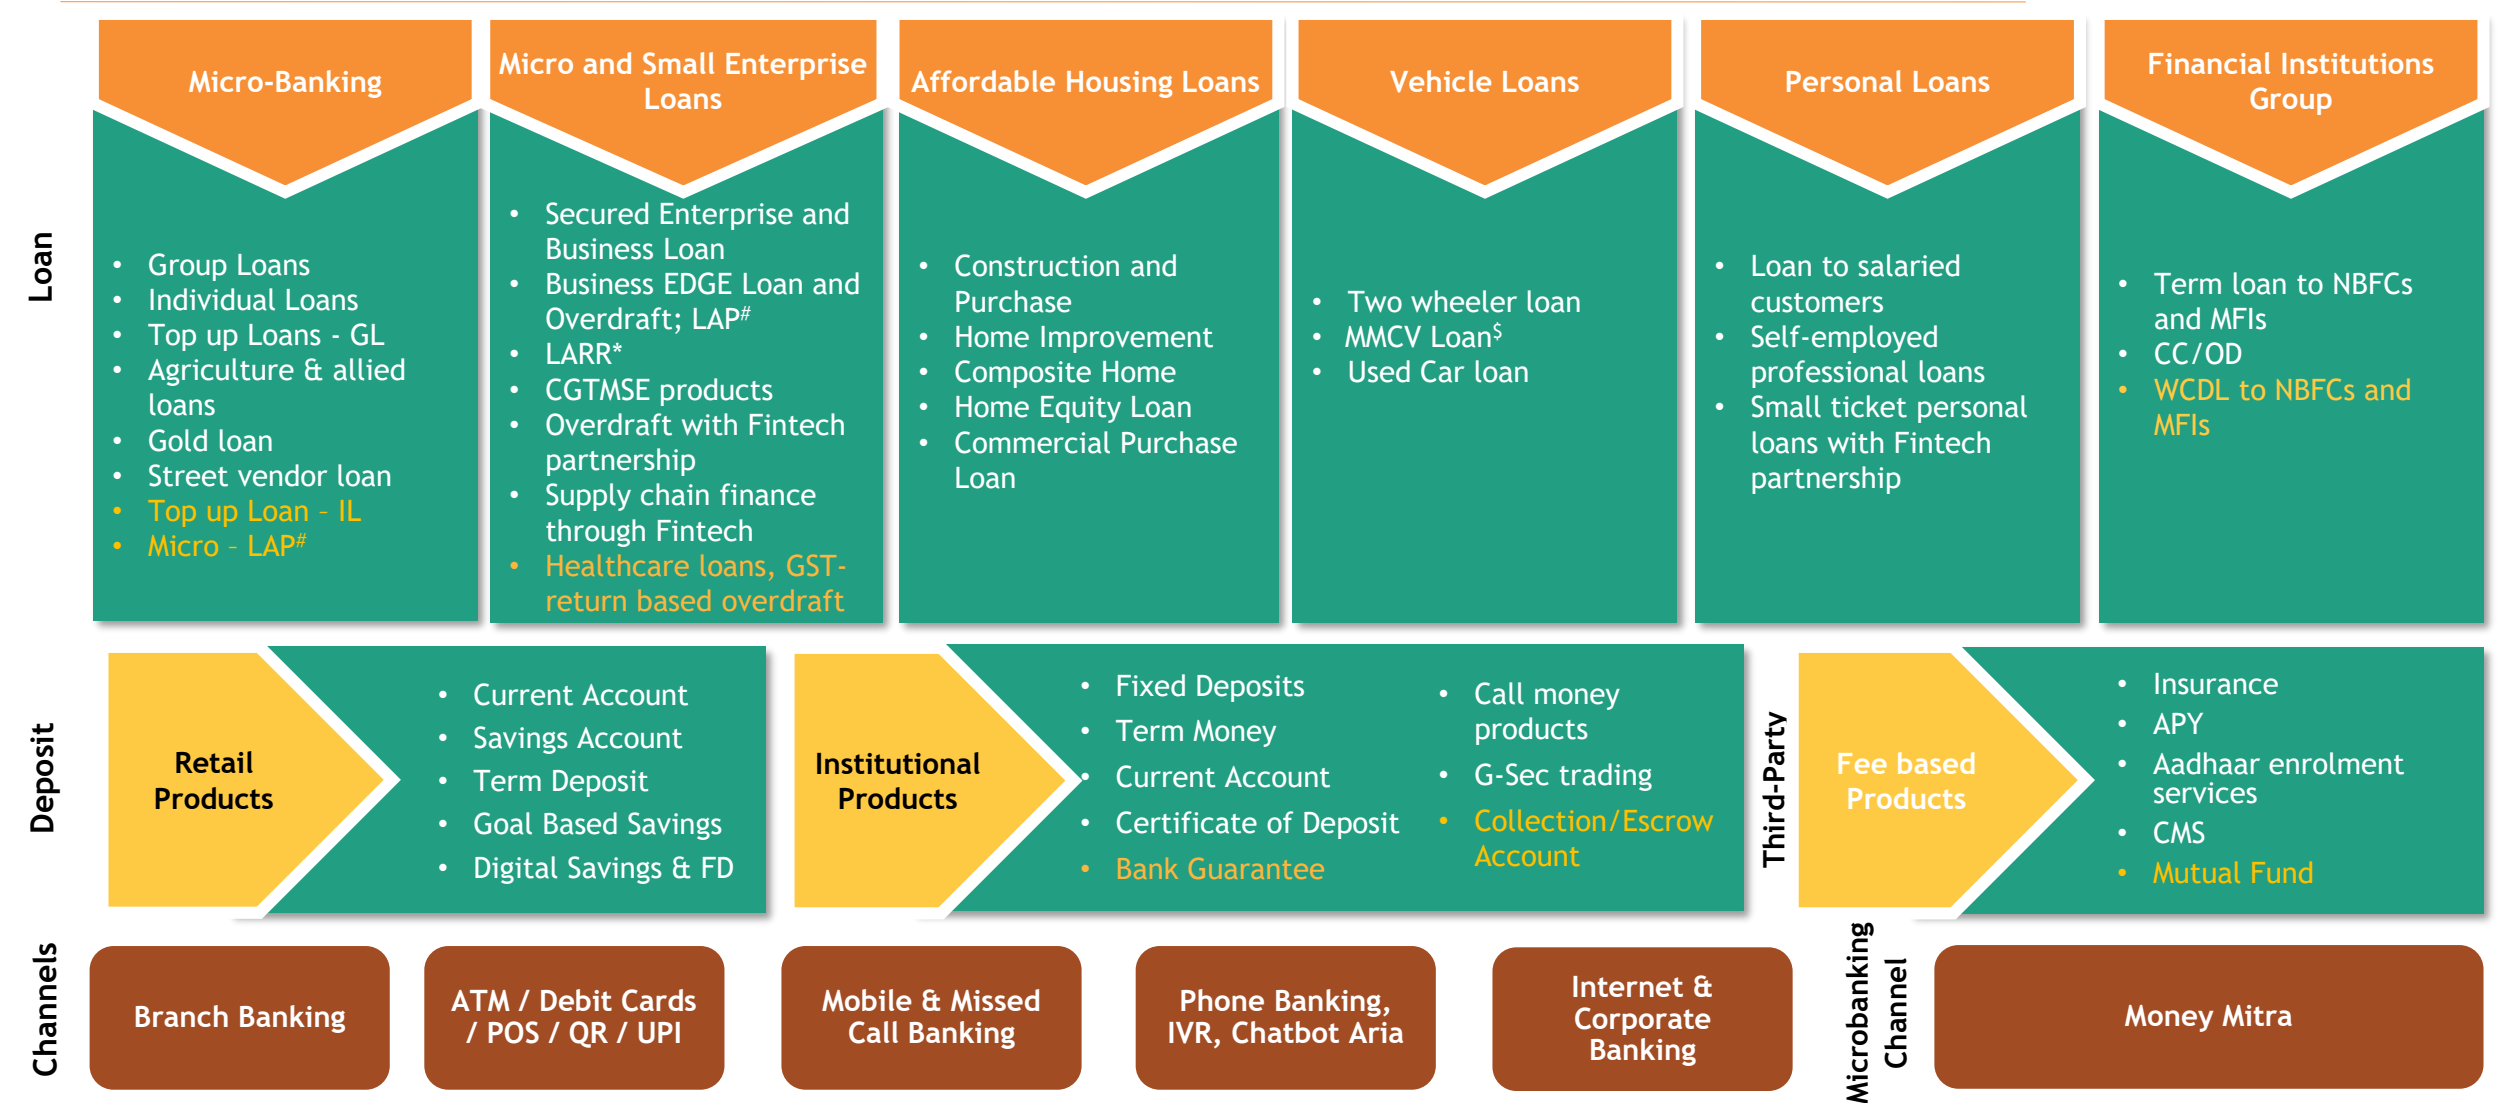 Loan
Micro-Banking
• Group Loans
• Individual Loans
• Top up Loans - GL
• Agriculture & allied
loans
• Gold loan
• Street vendor loan
• Top up Loan – IL
• Micro – LAP#
Micro and Small Enterprise
Loans
• Secured Enterprise and
Business Loan
• Business EDGE Loan and
Overdraft; LAP#
• LARR*
• CGTMSE products
• Overdraft with Fintech
partnership
• Supply chain finance
through Fintech
• Healthcare loans, GST-
return based overdraft
Affordable Housing Loans
• Construction and
Purchase
• Home Improvement
• Composite Home
• Home Equity Loan
• Commercial Purchase
Loan
Vehicle Loans
• Two wheeler loan
• MMCV Loan$
• Used Car loan
Personal Loans
• Loan to salaried
customers
• Self-employed
professional loans
• Small ticket personal
loans with Fintech
partnership
Financial Institutions
Group
• Term loan to NBFCs
and MFIs
• CC/OD
• WCDL to NBFCs and
MFIs
Deposit
Retail
Products
• Current Account
• Savings Account
• Term Deposit
• Goal Based Savings
• Digital Savings & FD
Institutional
Products
• Fixed Deposits
• Term Money
• Current Account
• Certificate of Deposit
• Bank Guarantee
• Call money
products
• G-Sec trading
• Collection/Escrow
Account
Third-Party
Fee based
Products
• Insurance
• APY
• Aadhaar enrolment
services
• CMS
• Mutual Fund
Channels
Branch Banking
ATM / Debit Cards
/ POS / QR / UPI
Mobile & Missed
Call Banking
Phone Banking,
IVR, Chatbot Aria
Internet &
Corporate
Banking
Microbanking
Channel
Money Mitra